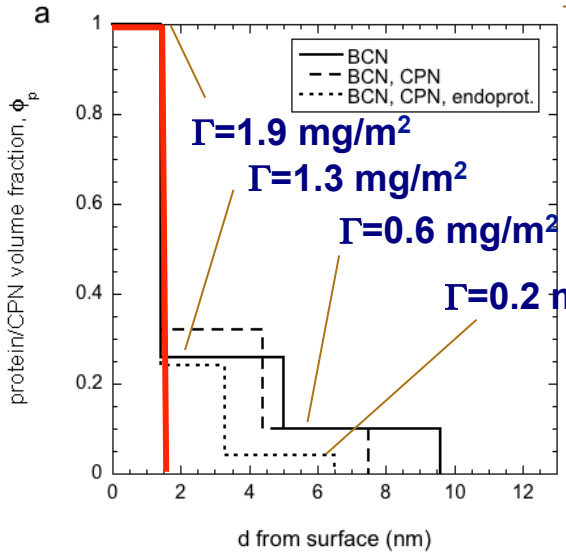 a
BCN
BCN, CPN
BCN, CPN, endoprot.
Γ=1.9 mg/m²
Γ=1.3 mg/m²
Γ=0.6 mg/m²
Γ=0.2
protein/CPN volume fraction, ϕp
1
0.8
0.6
0.4
0.2
0
0 2 4 6 8 10 12
d from surface (nm)